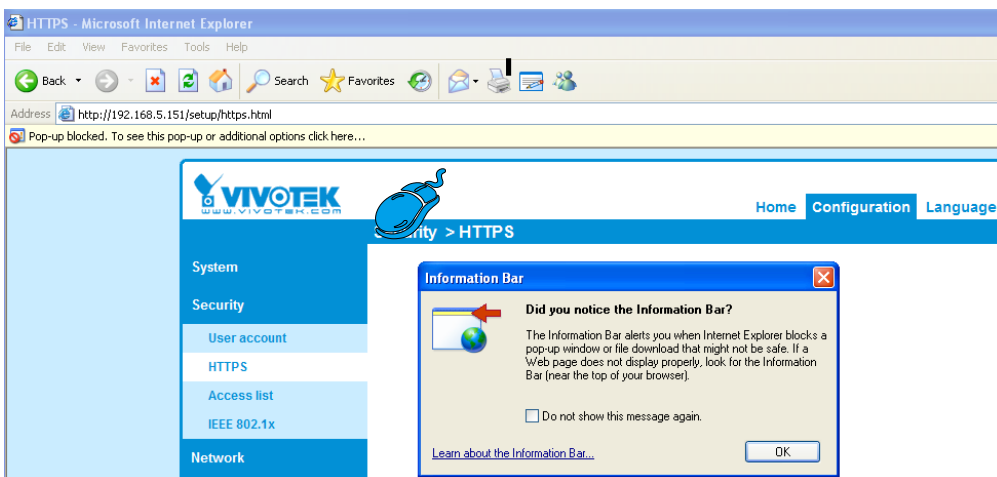 HTTPS - Microsoft Internet Explorer
File Edit View Favorites Tools Help
Back Search Favorites
Address http://192.168.5.151/setup/https.html
Pop-up blocked. To see this pop-up or additional options click here...
VIVOTEK
www.vivotek.com
Home Configuration Language
> HTTPS
System
Security
User account
HTTPS
Access list
IEEE 802.1x
Network
Information Bar
Did you notice the Information Bar?
The Information Bar alerts you when Internet Explorer blocks a
pop-up window or file download that might not be safe. If a
Web page does not display properly, look for the Information
Bar (near the top of your browser).
Do not show this message again.
Learn about the Information Bar...
OK